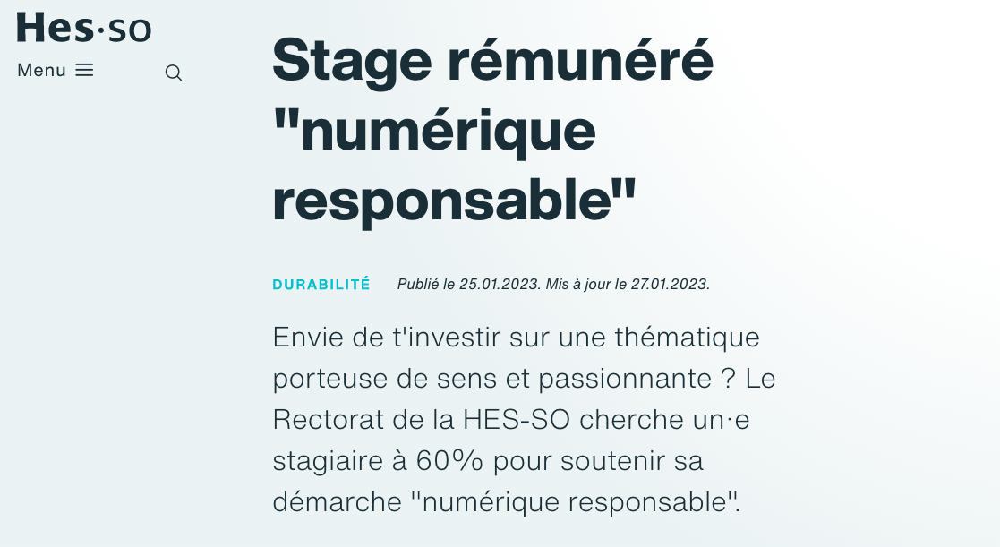 Hes·so
Menu
Stage rémunéré
"numérique
responsable"
DURABILITÉ Publié le 25.01.2023. Mis à jour le 27.01.2023.
Envie de t'investir sur une thématique
porteuse de sens et passionnante ? Le
Rectorat de la HES-SO cherche un·e
stagiaire à 60% pour soutenir sa
démarche "numérique responsable".